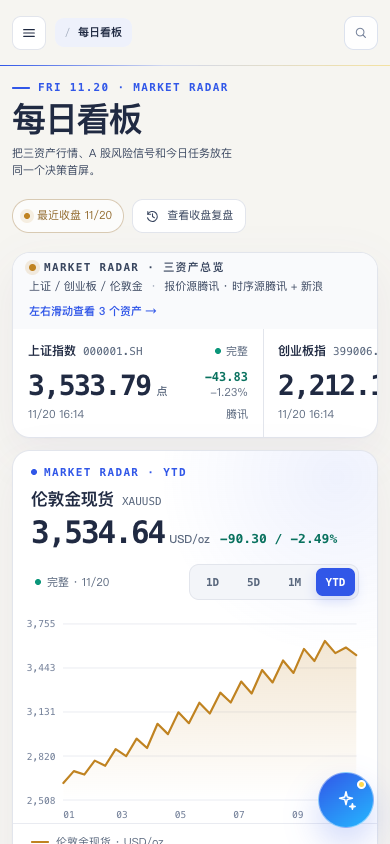 / 每日看板
FRI 11.20 · MARKET RADAR
每日看板
把三资产行情、A 股风险信号和今日任务放在
同一个决策首屏。
最近收盘 11/20
查看收盘复盘
MARKET RADAR · 三资产总览
上证 / 创业板 / 伦敦金 · 报价源腾讯 · 时序源腾讯 + 新浪
左右滑动查看 3 个资产 →
上证指数 000001.SH
完整
3,533.79 点
-43.83
-1.23%
11/20 16:14
腾讯
创业板指 399006.
2,212.1
11/20 16:14
MARKET RADAR · YTD
伦敦金现货 XAUUSD
3,534.64 USD/oz -90.30 / -2.49%
完整 · 11/20
1D 5D 1M YTD
3,755
3,443
3,131
2,820
2,508
01 03 05 07 09
伦敦金现货 · USD/oz